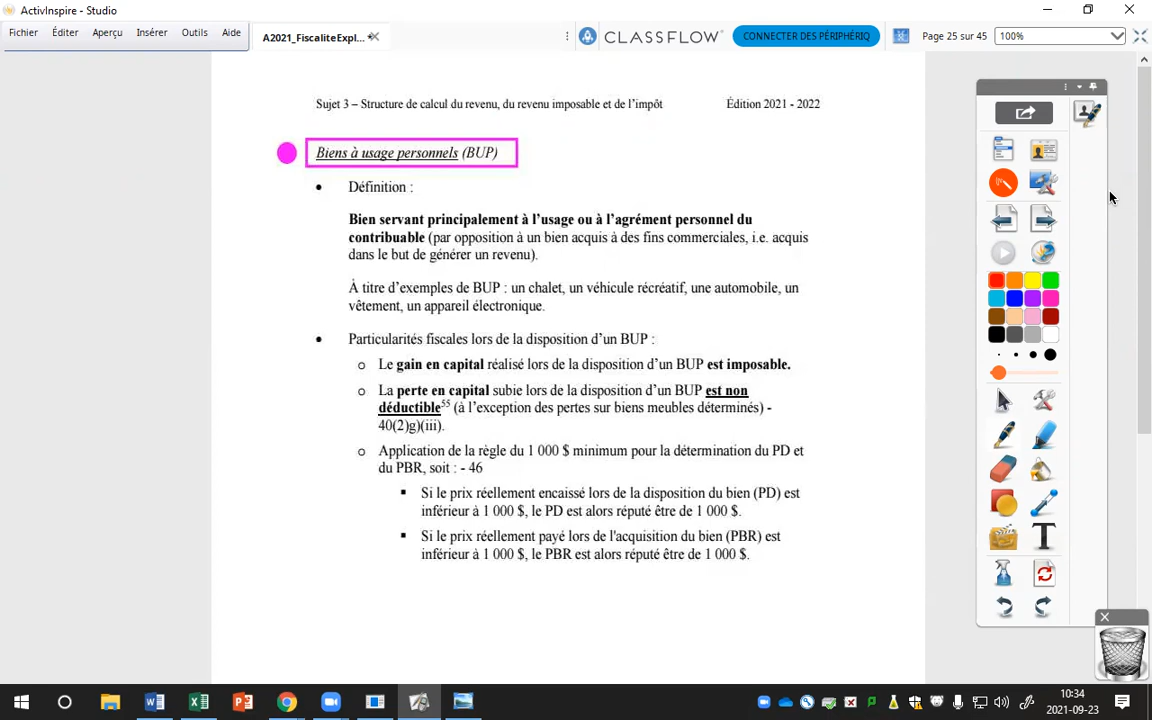 ActivInspire - Studio
Fichier Éditer Aperçu Insérer Outils Aide
A2021_FiscaliteExpl...
CLASSFLOW
CONNECTER DES PÉRIPHÉRIQ
Page 25 sur 45
100%
Sujet 3 – Structure de calcul du revenu, du revenu imposable et de l'impôt Édition 2021 - 2022
Biens à usage personnels (BUP)
• Définition :
Bien servant principalement à l'usage ou à l'agrément personnel du
contribuable (par opposition à un bien acquis à des fins commerciales, i.e. acquis
dans le but de générer un revenu).
À titre d'exemples de BUP : un chalet, un véhicule récréatif, une automobile, un
vêtement, un appareil électronique.
• Particularités fiscales lors de la disposition d'un BUP :
o Le gain en capital réalisé lors de la disposition d'un BUP est imposable.
o La perte en capital subie lors de la disposition d'un BUP est non
déductible55 (à l'exception des pertes sur biens meubles déterminés) -
40(2)g)(iii).
o Application de la règle du 1 000 $ minimum pour la détermination du PD et
du PBR, soit : - 46
▪ Si le prix réellement encaissé lors de la disposition du bien (PD) est
inférieur à 1 000 $, le PD est alors réputé être de 1 000 $.
▪ Si le prix réellement payé lors de l'acquisition du bien (PBR) est
inférieur à 1 000 $, le PBR est alors réputé être de 1 000 $.
10:34
2021-09-23